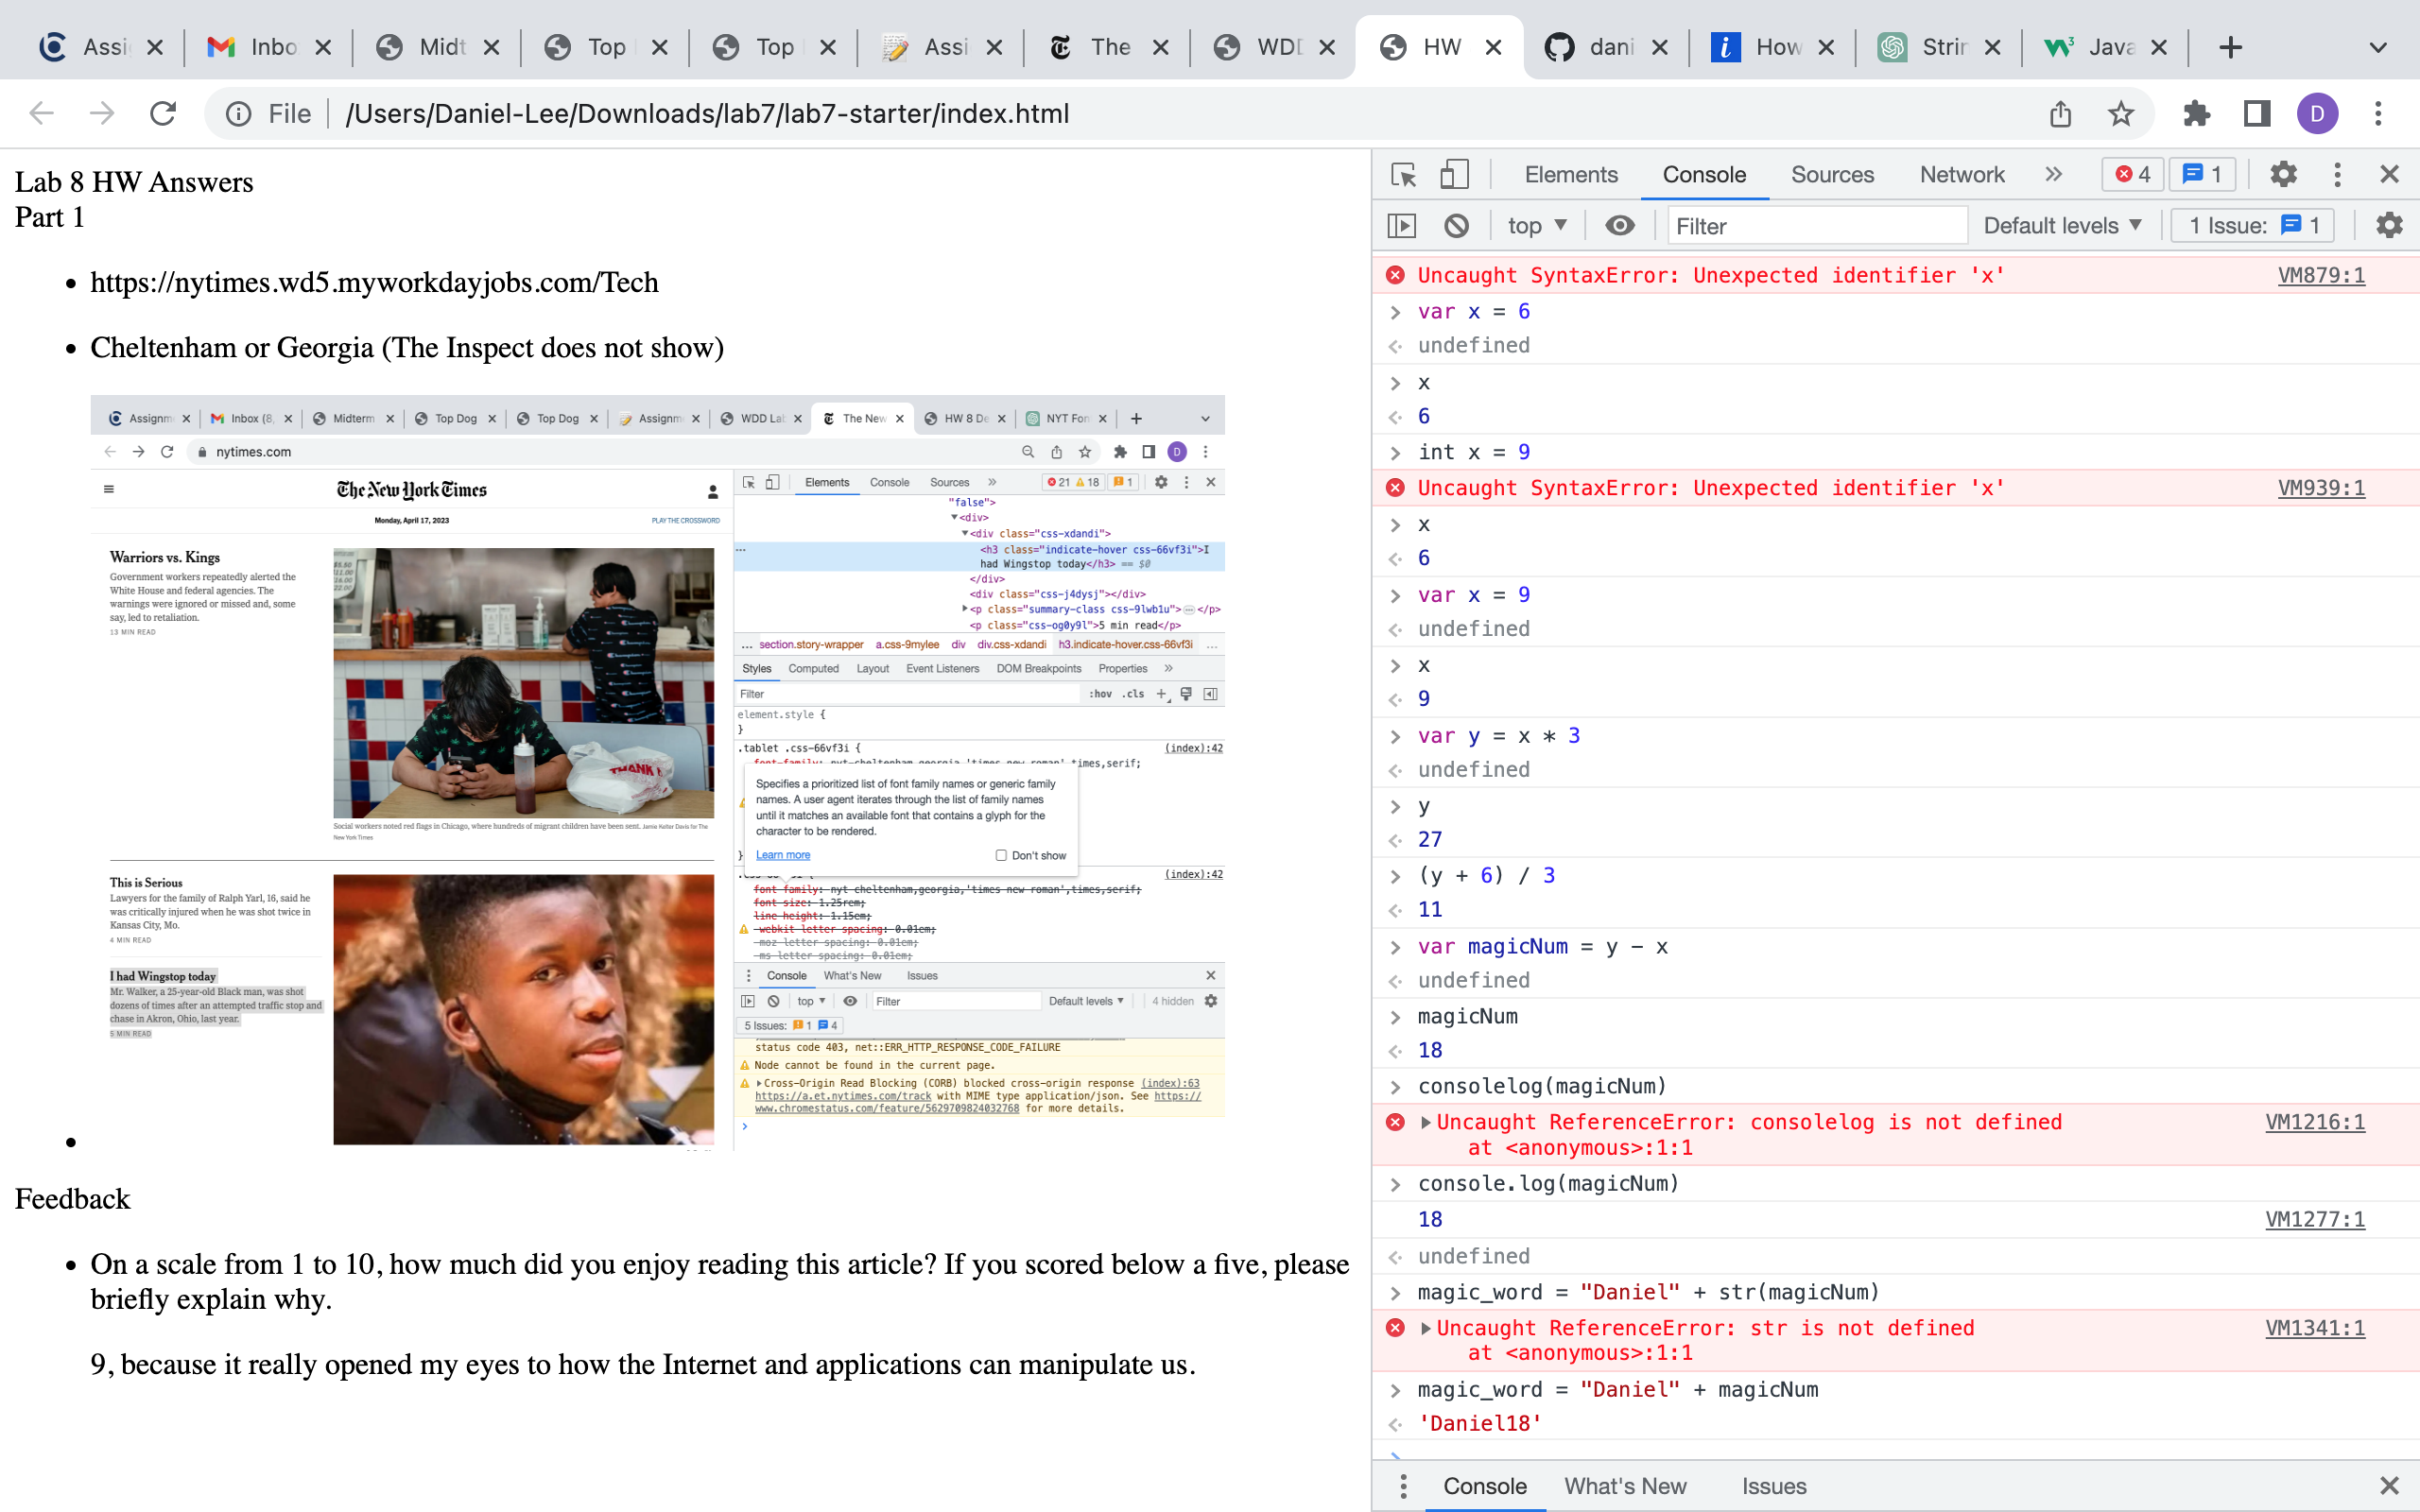 Assi
Inbo
Midt
Top
Top
Assi
The
WDD
HW
dani
How
Strir
Java
File
/Users/Daniel-Lee/Downloads/lab7/lab7-starter/index.html
D
Lab 8 HW Answers
Part 1
https://nytimes.wd5.myworkdayjobs.com/Tech
Cheltenham or Georgia (The Inspect does not show)
Assignm
Inbox (8,
Midterm
Top Dog
Top Dog
Assignm
WDD Lab
The New
HW 8 De
NYT Fon
nytimes.com
D
The New York Times
Monday, April 17, 2023
PLAY THE CROSSWORD
Warriors vs. Kings
Government workers repeatedly alerted the
White House and federal agencies. The
warnings were ignored or missed and, some
say, led to retaliation.
13 MIN READ
THANK
Social workers noted red flags in Chicago, where hundreds of migrant children have been sent. Jamie Kelter Davis for The
New York Times
This is Serious
Lawyers for the family of Ralph Yarl, 16, said he
was critically injured when he was shot twice in
Kansas City, Mo.
4 MIN READ
I had Wingstop today
Mr. Walker, a 25-year-old Black man, was shot
dozens of times after an attempted traffic stop and
chase in Akron, Ohio, last year.
5 MIN READ
Elements Console Sources » 21 18 1
"false">
<div>
<div class="css-xdandi">
<h3 class="indicate-hover css-66vf3i">I
had Wingstop today</h3> == $0
</div>
<div class="css-j4dysj"></div>
<p class="summary-class css-9lwb1u">…</p>
<p class="css-og0y9l">5 min read</p>
... section.story-wrapper a.css-9mylee div div.css-xdandi h3.indicate-hover.css-66vf3i ...
Styles Computed Layout Event Listeners DOM Breakpoints Properties »
Filter :hov .cls +
element.style {
}
.tablet .css-66vf3i { (index):42
font-family: nyt-cheltenham,georgia,'times new roman',times,serif;
Specifies a prioritized list of font family names or generic family
names. A user agent iterates through the list of family names
until it matches an available font that contains a glyph for the
character to be rendered.
} Learn more Don't show
(index):42
font-family: nyt-cheltenham,georgia,'times new roman',times,serif;
font-size: 1.25rem;
line-height: 1.15em;
-webkit-letter-spacing: 0.01em;
-moz-letter-spacing: 0.01em;
-ms-letter-spacing: 0.01em;
Console What's New Issues
top Filter Default levels 4 hidden
5 Issues: 1 4
status code 403, net::ERR_HTTP_RESPONSE_CODE_FAILURE
Node cannot be found in the current page.
Cross-Origin Read Blocking (CORB) blocked cross-origin response (index):63
https://a.et.nytimes.com/track with MIME type application/json. See https://
www.chromestatus.com/feature/5629709824032768 for more details.
>
Feedback
On a scale from 1 to 10, how much did you enjoy reading this article? If you scored below a five, please
briefly explain why.
9, because it really opened my eyes to how the Internet and applications can manipulate us.
Elements Console Sources Network » 4 1
top Filter Default levels 1 Issue: 1
Uncaught SyntaxError: Unexpected identifier 'x' VM879:1
var x = 6
undefined
x
6
int x = 9
Uncaught SyntaxError: Unexpected identifier 'x' VM939:1
x
6
var x = 9
undefined
x
9
var y = x * 3
undefined
y
27
(y + 6) / 3
11
var magicNum = y - x
undefined
magicNum
18
consolelog(magicNum)
Uncaught ReferenceError: consolelog is not defined VM1216:1
at <anonymous>:1:1
console.log(magicNum)
18 VM1277:1
undefined
magic_word = "Daniel" + str(magicNum)
Uncaught ReferenceError: str is not defined VM1341:1
at <anonymous>:1:1
magic_word = "Daniel" + magicNum
'Daniel18'
Console What's New Issues